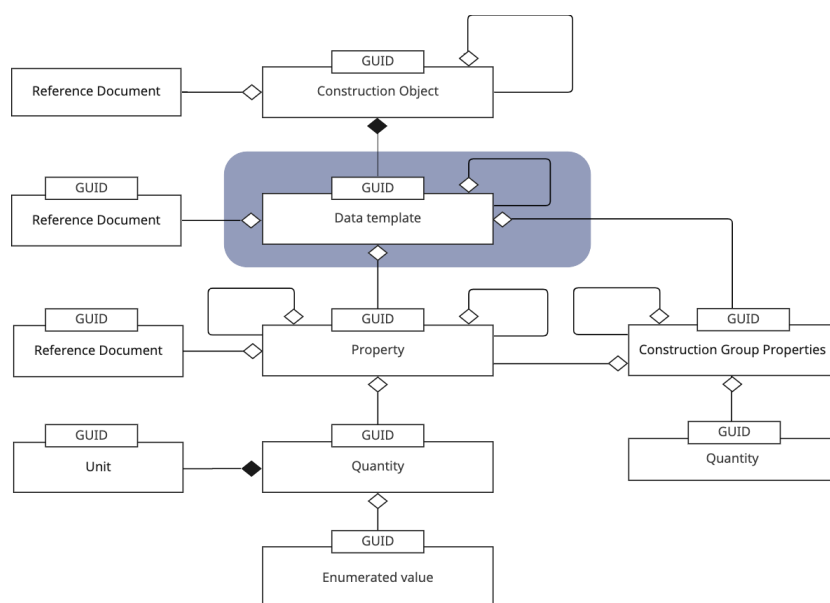 GUID
Reference Document
Construction Object
GUID
GUID
Reference Document
Data template
GUID
GUID
GUID
Reference Document
Property
Construction Group Properties
GUID
GUID
GUID
Unit
Quantity
Quantity
GUID
Enumerated value